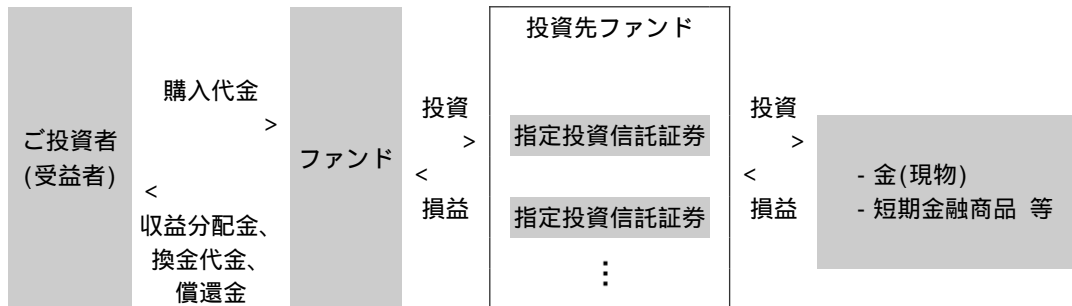 ご投資者
(受益者)
購入代金
>
<
収益分配金、
換金代金、
償還金
ファンド
投資
>
<
損益
投資先ファンド
指定投資信託証券
指定投資信託証券
⋮
投資
>
<
損益
- 金(現物)
- 短期金融商品 等